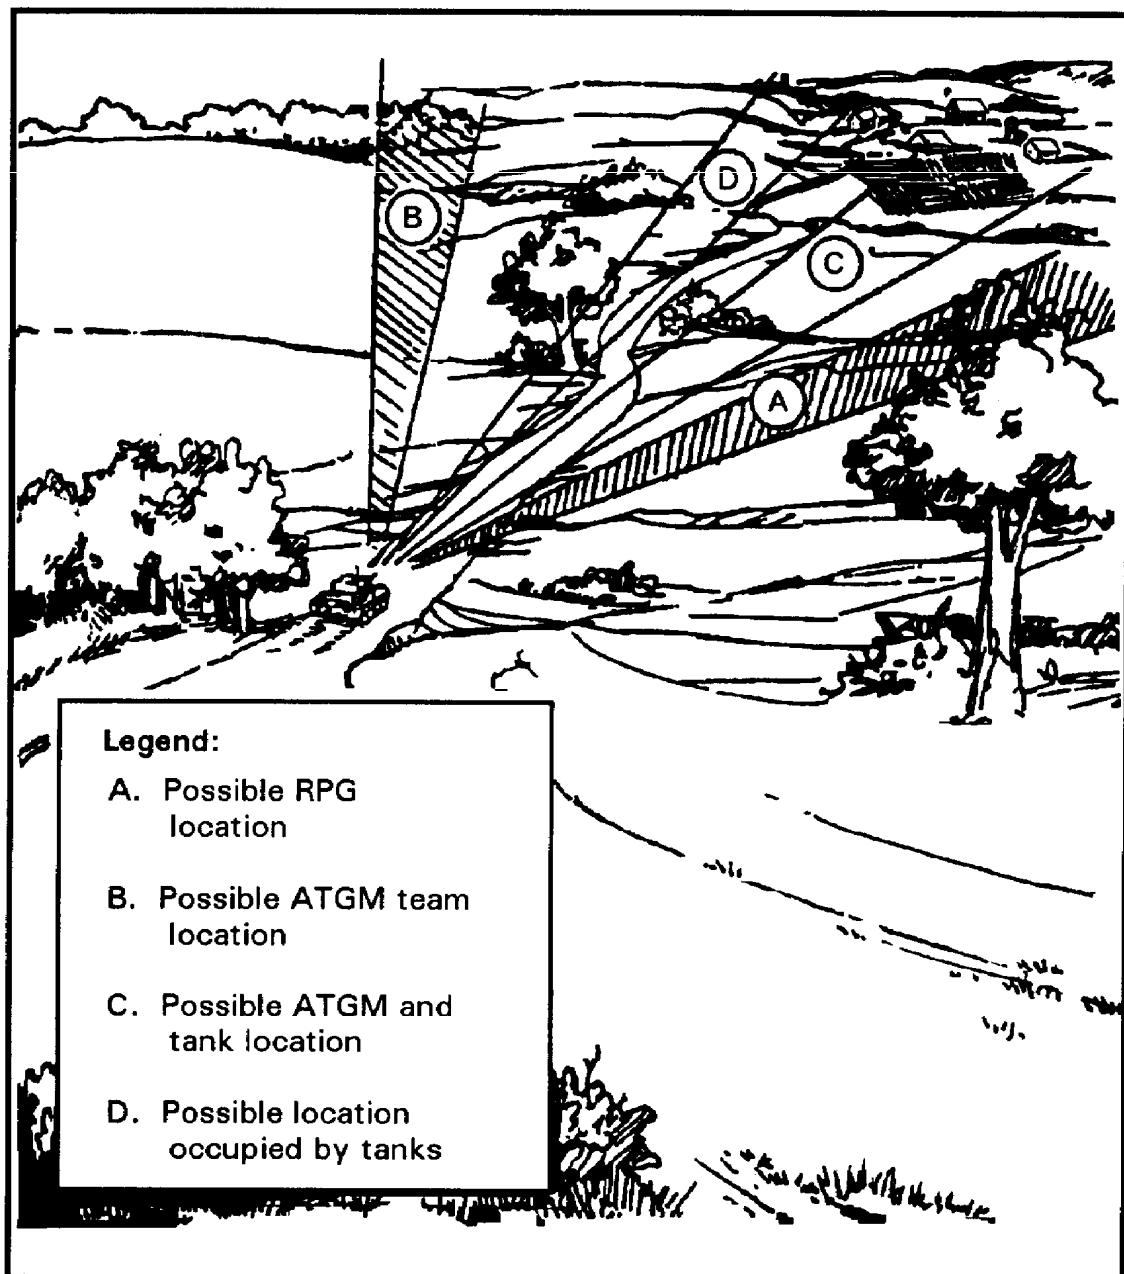 B
D
C
A
Legend:
A. Possible RPG
location
B. Possible ATGM team
location
C. Possible ATGM and
tank location
D. Possible location
occupied by tanks